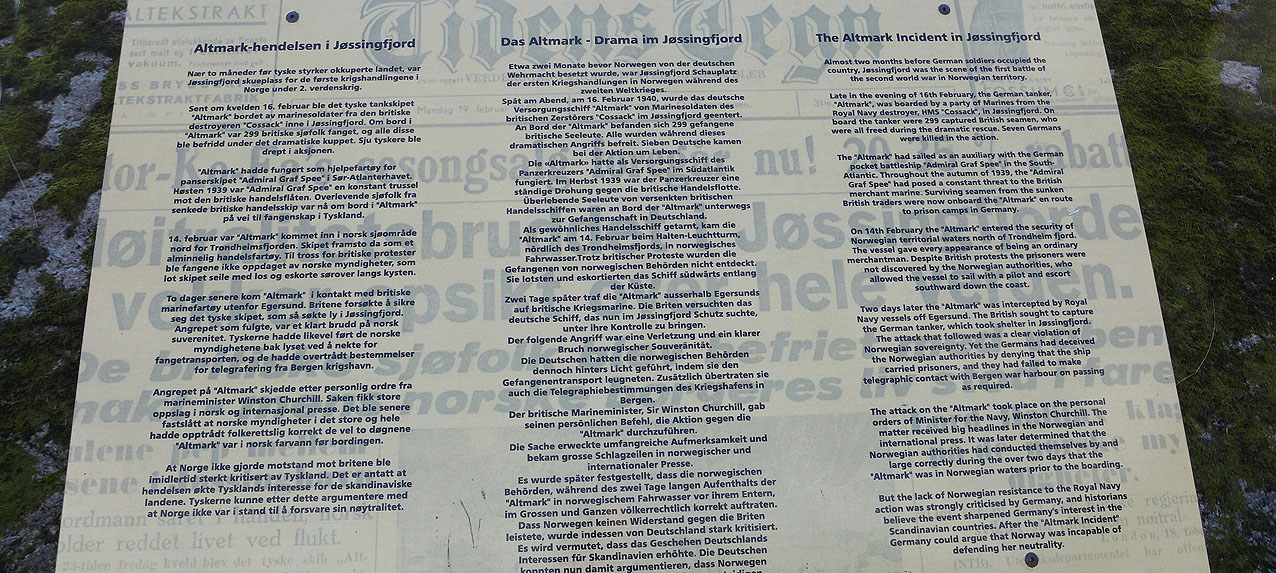 ALTEKSTRAKT
Tidens Tegn
Altmark-hendelsen i Jøssingfjord
Nær to måneder før tyske styrker okkuperte landet, var
Jøssingfjord skueplass for de første krigshandlingene i
Norge under 2. verdenskrig.
Sent om kvelden 16. februar ble det tyske tankskipet
"Altmark" bordet av marinesoldater fra den britiske
destroyeren "Cossack" inne i Jøssingfjord. Om bord i
"Altmark" var 299 britiske sjøfolk fanget, og alle disse
ble befridd under det dramatiske kuppet. Sju tyskere ble
drept i aksjonen.
"Altmark" hadde fungert som hjelpefartøy for
panserskipet "Admiral Graf Spee" i Sør-Atlanterhavet.
Høsten 1939 var "Admiral Graf Spee" en konstant trussel
mot den britiske handelsflåten. Overlevende sjøfolk fra
senkede britiske handelsskip var nå om bord i "Altmark"
på vei til fangenskap i Tyskland.
14. februar var "Altmark" kommet inn i norsk sjøområde
nord for Trondheimsfjorden. Skipet framsto da som et
alminnelig handelsfartøy. Til tross for britiske protester
ble fangene ikke oppdaget av norske myndigheter, som
lot skipet seile med los og eskorte sørover langs kysten.
To dager senere kom "Altmark" i kontakt med britiske
marinefartøy utenfor Egersund. Britene forsøkte å sikre
seg det tyske skipet, som så søkte ly i Jøssingfjord.
Angrepet som fulgte, var et klart brudd på norsk
suverenitet. Tyskerne hadde likevel ført de norske
myndighetene bak lyset ved å nekte for
fangetransporten, og de hadde overtrådt bestemmelser
for telegrafering fra Bergen krigshavn.
Angrepet på "Altmark" skjedde etter personlig ordre fra
marineminister Winston Churchill. Saken fikk store
oppslag i norsk og internasjonal presse. Det ble senere
fastslått at norske myndigheter i det store og hele
hadde opptrådt folkerettslig korrekt de vel to døgnene
"Altmark" var i norsk farvann før bordingen.
At Norge ikke gjorde motstand mot britene ble
imidlertid sterkt kritisert av Tyskland. Det er antatt at
hendelsen økte Tysklands interesse for de skandinaviske
landene. Tyskerne kunne etter dette argumentere med
at Norge ikke var i stand til å forsvare sin nøytralitet.
Das Altmark - Drama im Jøssingfjord
Etwa zwei Monate bevor Norwegen von der deutschen
Wehrmacht besetzt wurde, war Jøssingfjord Schauplatz
der ersten Kriegshandlungen in Norwegen während des
zweiten Weltkrieges.
Spät am Abend, am 16. Februar 1940, wurde das deutsche
Versorgungsschiff "Altmark" von Marinesoldaten des
britischen Zerstörers "Cossack" im Jøssingfjord geentert.
An Bord der "Altmark" befanden sich 299 gefangene
britische Seeleute. Alle wurden während dieses
dramatischen Angriffs befreit. Sieben Deutsche kamen
bei der Aktion um Leben.
Die «Altmark» hatte als Versorgungsschiff des
Panzerkreuzers "Admiral Graf Spee" im Südatlantik
fungiert. Im Herbst 1939 war der Panzerkreuzer eine
ständige Drohung gegen die britische Handelsflotte.
Überlebende Seeleute von versenkten britischen
Handelsschiffen waren an Bord der "Altmark" unterwegs
zur Gefangenschaft in Deutschland.
Als gewöhnliches Handelsschiff getarnt, kam die
"Altmark" am 14. Februar beim Halten-Leuchtturm,
nördlich des Trondheimsfjords, in norwegisches
Fahrwasser.Trotz britischer Proteste wurden die
Gefangenen von norwegischen Behörden nicht entdeckt.
Sie lotsten und eskortierten das Schiff südwärts entlang
der Küste.
Zwei Tage später traf die "Altmark" ausserhalb Egersunds
auf britische Kriegsmarine. Die Briten versuchten das
deutsche Schiff, das nun im Jøssingfjord Schutz suchte,
unter ihre Kontrolle zu bringen.
Der folgende Angriff war eine Verletzung und ein klarer
Bruch norwegischer Souveränität.
Die Deutschen hatten die norwegischen Behörden
dennoch hinters Licht geführt, indem sie den
Gefangenentransport leugneten. Zusätzlich übertraten sie
auch die Telegraphiebestimmungen des Kriegshafens in
Bergen.
Der britische Marineminister, Sir Winston Churchill, gab
seinen persönlichen Befehl, die Aktion gegen die
"Altmark" durchzuführen.
Die Sache erweckte umfangreiche Aufmerksamkeit und
bekam grosse Schlagzeilen in norwegischer und
internationaler Presse.
Es wurde später festgestellt, dass die norwegischen
Behörden, während des zwei Tage langen Aufenthalts der
"Altmark" in norwegischem Fahrwasser vor ihrem Entern,
im Grossen und Ganzen völkerrechtlich korrekt auftraten.
Dass Norwegen keinen Widerstand gegen die Briten
leistete, wurde indessen von Deutschland stark kritisiert.
Es wird vermutet, dass das Geschehen Deutschlands
Interessen für Skandinavien erhöhte. Die Deutschen
konnten nun damit argumentieren, dass Norwegen
The Altmark Incident in Jøssingfjord
Almost two months before German soldiers occupied the
country, Jøssingfjord was the scene of the first battle of
the second world war in Norwegian territory.
Late in the evening of 16th February, the German tanker,
"Altmark", was boarded by a party of Marines from the
Royal Navy destroyer, HMS "Cossack", in Jøssingfjord. On
board the tanker were 299 captured British seamen, who
were all freed during the dramatic rescue. Seven Germans
were killed in the action.
The "Altmark" had sailed as an auxiliary with the German
pocket battleship "Admiral Graf Spee" in the South-
Atlantic. Throughout the autumn of 1939, the "Admiral
Graf Spee" had posed a constant threat to the British
merchant marine. Surviving seamen from the sunken
British traders were now onboard the "Altmark" en route
to prison camps in Germany.
On 14th February the "Altmark" entered the security of
Norwegian territorial waters north of Trondheim fjord.
The vessel gave every appearance of being an ordinary
merchantman. Despite British protests the prisoners were
not discovered by the Norwegian authorities, who
allowed the vessel to sail with a pilot and escort
southward down the coast.
Two days later the "Altmark" was intercepted by Royal
Navy vessels off Egersund. The British sought to capture
the German tanker, which took shelter in Jøssingfjord.
The attack that followed was a clear violation of
Norwegian sovereignty. Yet the Germans had deceived
the Norwegian authorities by denying that the ship
carried prisoners, and they had failed to make
telegraphic contact with Bergen war harbour on passing
as required.
The attack on the "Altmark" took place on the personal
orders of Minister for the Navy, Winston Churchill. The
matter received big headlines in the Norwegian and
international press. It was later determined that the
Norwegian authorities had conducted themselves by and
large correctly during the over two days that the
"Altmark" was in Norwegian waters prior to the boarding.
But the lack of Norwegian resistance to the Royal Navy
action was strongly criticised by Germany, and historians
believe the event sharpened Germany's interest in the
Scandinavian countries. After the "Altmark Incident"
Germany could argue that Norway was incapable of
defending her neutrality.